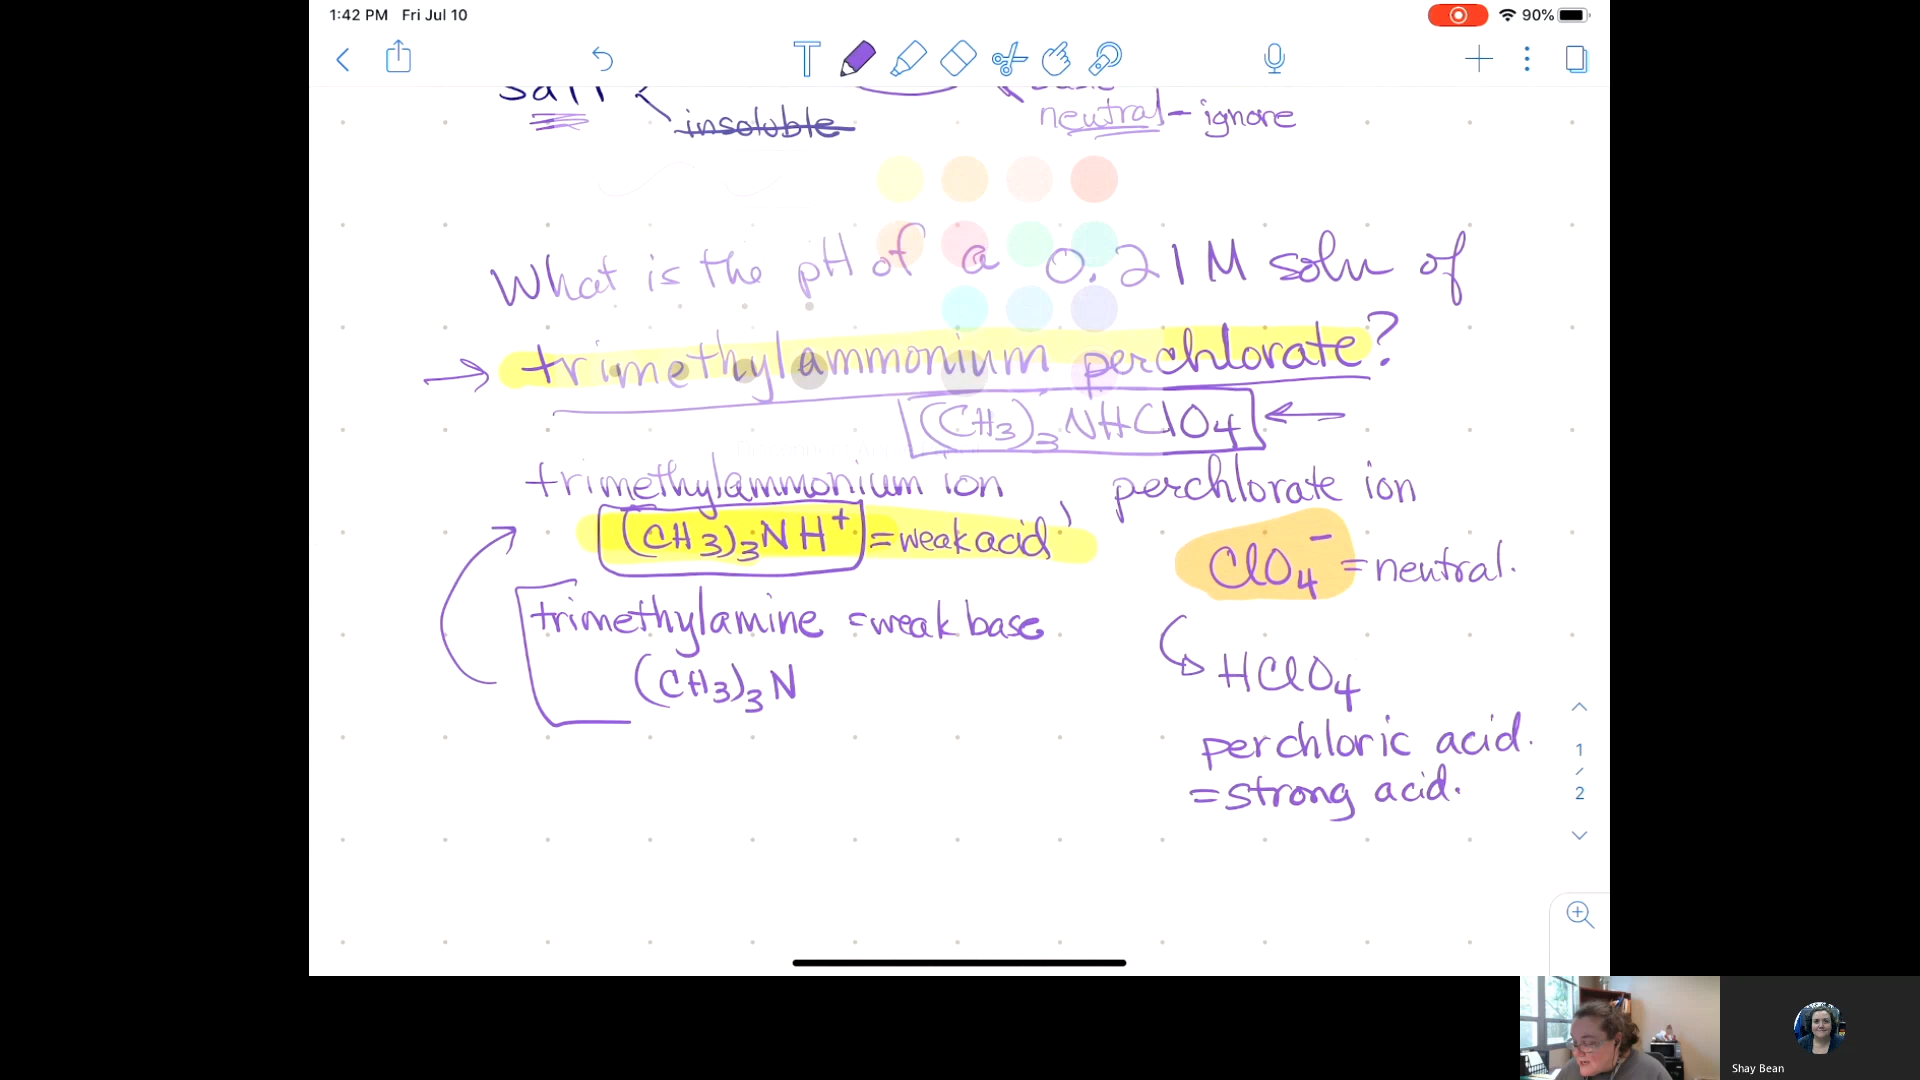 1:42 PM Fri Jul 10
90%
salt
insoluble
neutral - ignore
What is the pH of a 0.21 M soln of
trimethylammonium perchlorate?
(CH3)3NHClO4
trimethylammonium ion
perchlorate ion
(CH3)3NH+ = weak acid
ClO4- = neutral.
trimethylamine = weak base
(CH3)3N
HClO4
perchloric acid.
= strong acid.
1
/
2
Shay Bean